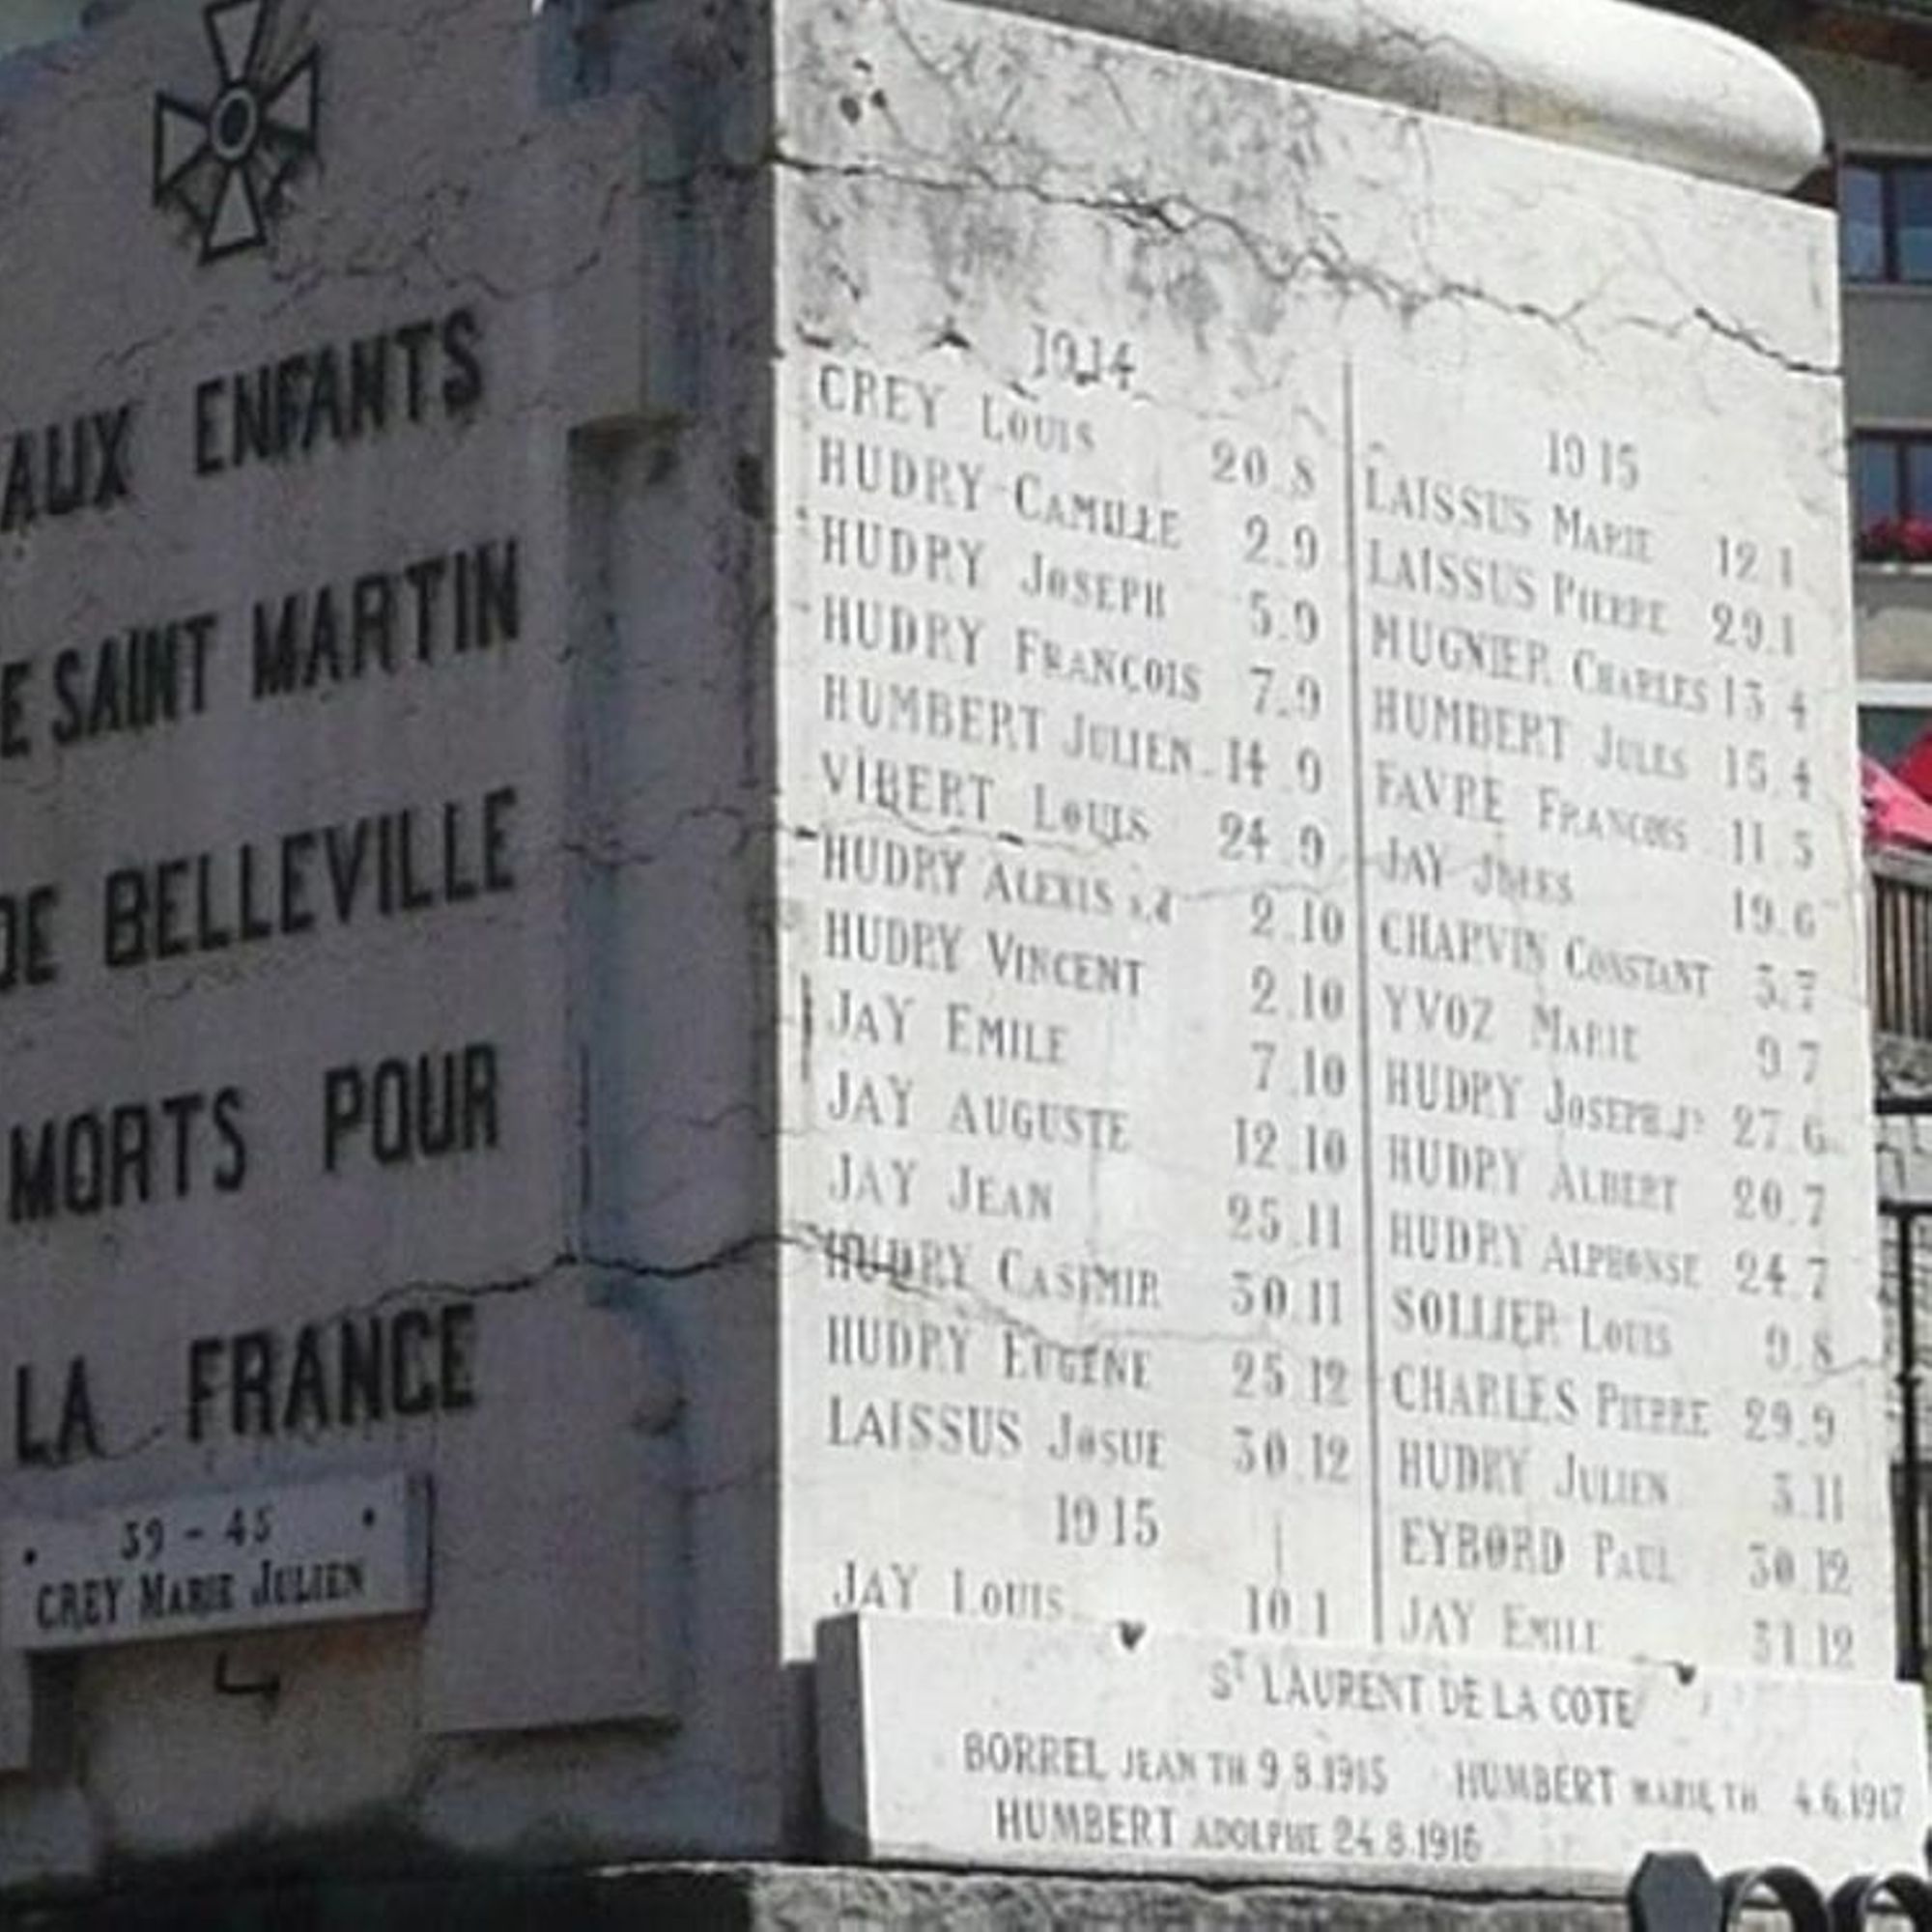 AUX ENFANTS
E SAINT MARTIN
DE BELLEVILLE
MORTS POUR
LA FRANCE
39 - 45
CREY MARIE JULIEN
1914
CREY LOUIS 20.8
HUDRY CAMILLE 2.9
HUDRY JOSEPH 5.9
HUDRY FRANÇOIS 7.9
HUMBERT JULIEN 14.9
VIBERT LOUIS 24.9
HUDRY ALEXIS 2.10
HUDRY VINCENT 2.10
JAY EMILE 7.10
JAY AUGUSTE 12.10
JAY JEAN 25.11
HUDRY CASIMIR 30.11
HUDRY EUGENE 25.12
LAISSUS JOSUE 30.12
1915
JAY LOUIS 10.1
1915
LAISSUS MARIE 12.1
LAISSUS PIERRE 29.1
MUGNIER CHARLES 13.4
HUMBERT JULES 15.4
FAVRE FRANÇOIS 11.5
JAY JULES 19.6
CHARVIN CONSTANT 3.7
YVOZ MARIE 9.7
HUDRY JOSEPH 27.6
HUDRY ALBERT 20.7
HUDRY ALPHONSE 24.7
SOLLIER LOUIS 9.8
CHARLES PIERRE 29.9
HUDRY JULIEN 3.11
EYBORD PAUL 30.12
JAY EMILE 31.12
ST LAURENT DE LA COTE
BORREL JEAN TH 9.8.1915 HUMBERT MARIE TH 4.6.1917
HUMBERT ADOLPHE 24.8.1916